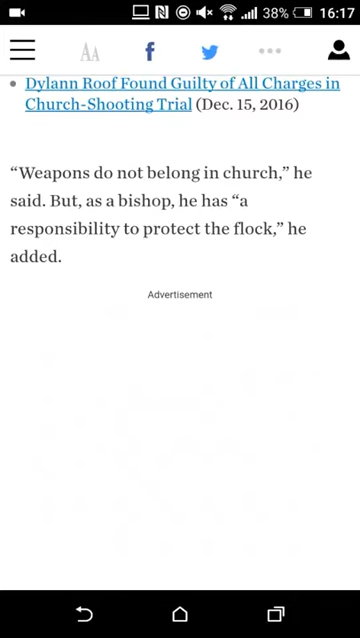 38% 16:17
AA f
Dylann Roof Found Guilty of All Charges in
Church-Shooting Trial (Dec. 15, 2016)
“Weapons do not belong in church,” he
said. But, as a bishop, he has “a
responsibility to protect the flock,” he
added.
Advertisement